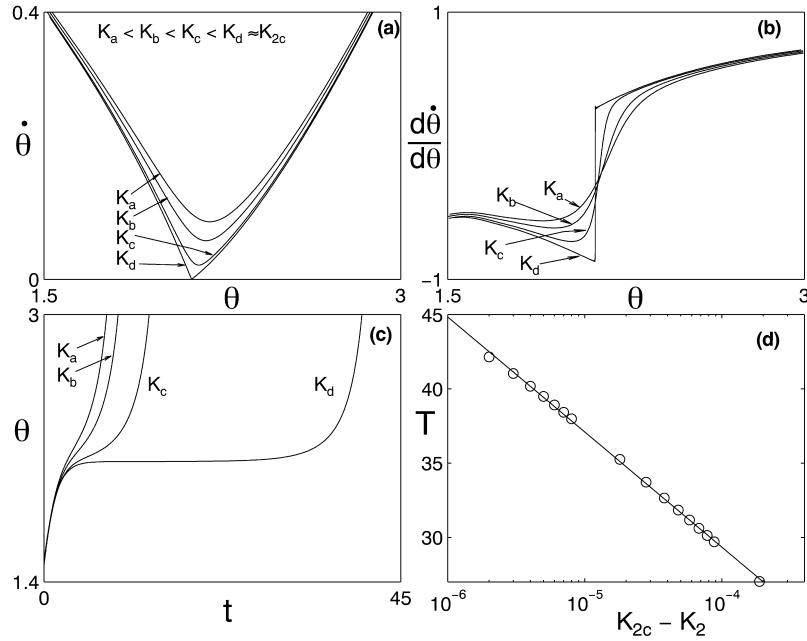 0.4
K_a < K_b < K_c < K_d ≈K_2c
(a)
θ̇
K_a
K_b
K_c
K_d
0
1.5
θ
3
1
(b)
dθ̇
dθ
K_a
K_b
K_c
K_d
−1
1.5
θ
3
3
(c)
K_a
K_b
K_c
K_d
θ
1.4
0
t
45
45
(d)
40
T
35
30
10^−6
10^−5
10^−4
K_2c − K_2